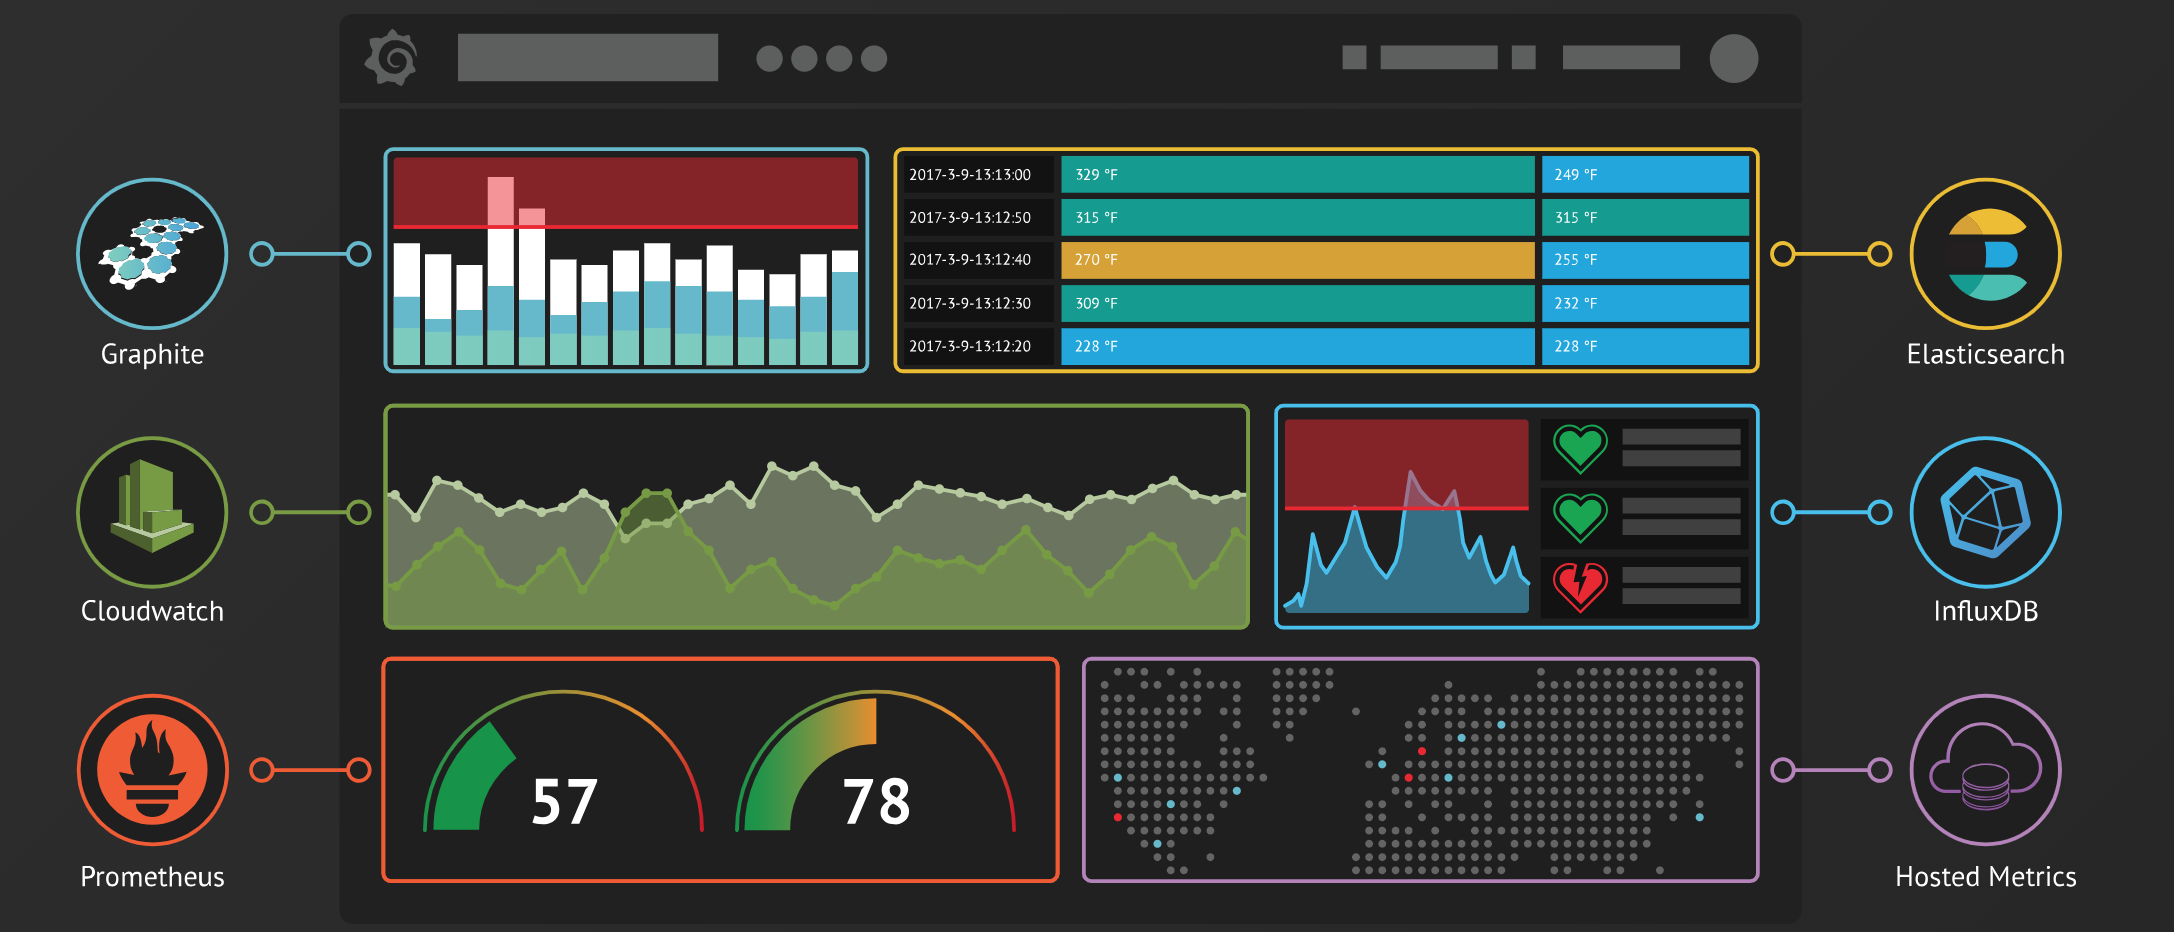 2017-3-9-13:13:00 329 °F 249 °F
2017-3-9-13:12:50 315 °F 315 °F
2017-3-9-13:12:40 270 °F 255 °F
2017-3-9-13:12:30 309 °F 232 °F
2017-3-9-13:12:20 228 °F 228 °F
Graphite
Elasticsearch
Cloudwatch
InfluxDB
57
78
Prometheus
Hosted Metrics